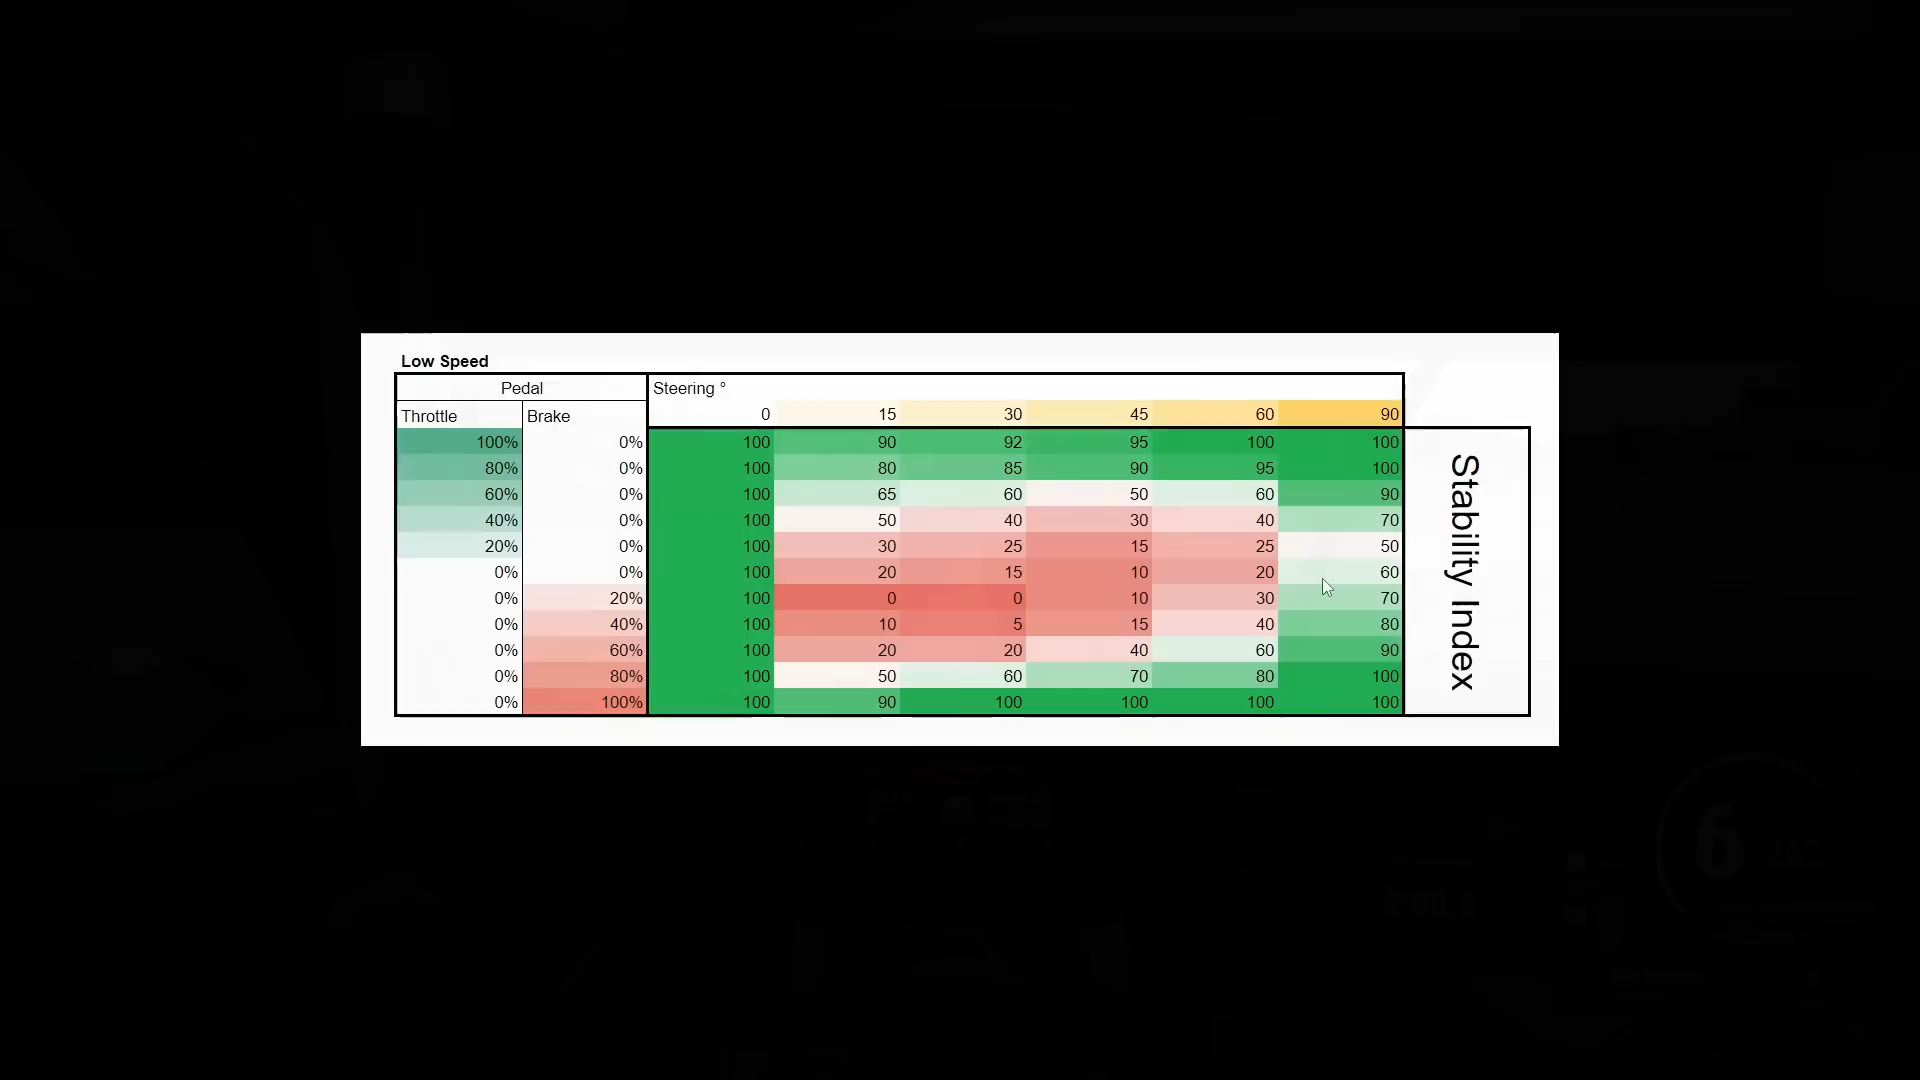 Low Speed
Pedal Steering °
Throttle Brake 0 15 30 45 60 90
100% 0% 100 90 92 95 100 100
80% 0% 100 80 85 90 95 100
60% 0% 100 65 60 50 60 90
40% 0% 100 50 40 30 40 70
20% 0% 100 30 25 15 25 50
0% 0% 100 20 15 10 20 60
0% 20% 100 0 0 10 30 70
0% 40% 100 10 5 15 40 80
0% 60% 100 20 20 40 60 90
0% 80% 100 50 60 70 80 100
0% 100% 100 90 100 100 100 100
Stability Index
6